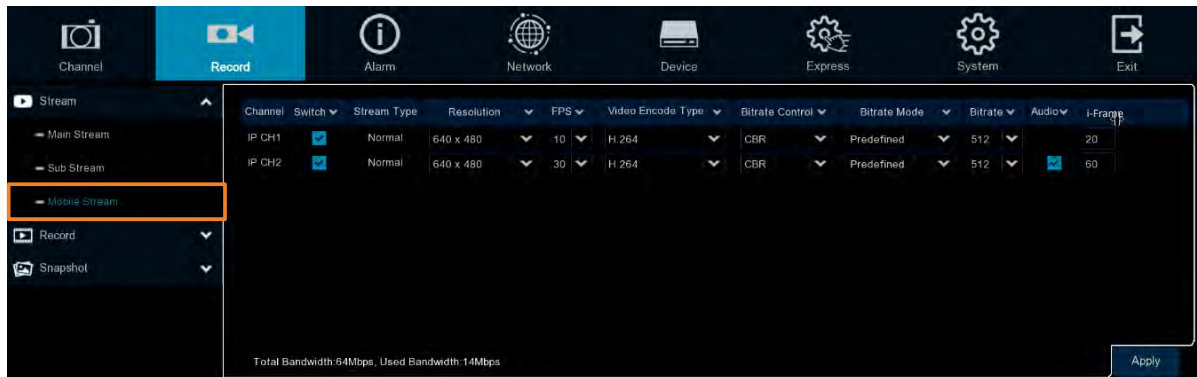 Channel Record Alarm Network Device Express System Exit
Stream
Main Stream
Sub Stream
Mobile Stream
Record
Snapshot
Channel Switch Stream Type Resolution FPS Video Encode Type Bitrate Control Bitrate Mode Bitrate Audio i-Frame
IP CH1 Normal 640 x 480 10 H.264 CBR Predefined 512 20
IP CH2 Normal 640 x 480 30 H.264 CBR Predefined 512 60
Total Bandwidth:64Mbps, Used Bandwidth:14Mbps
Apply